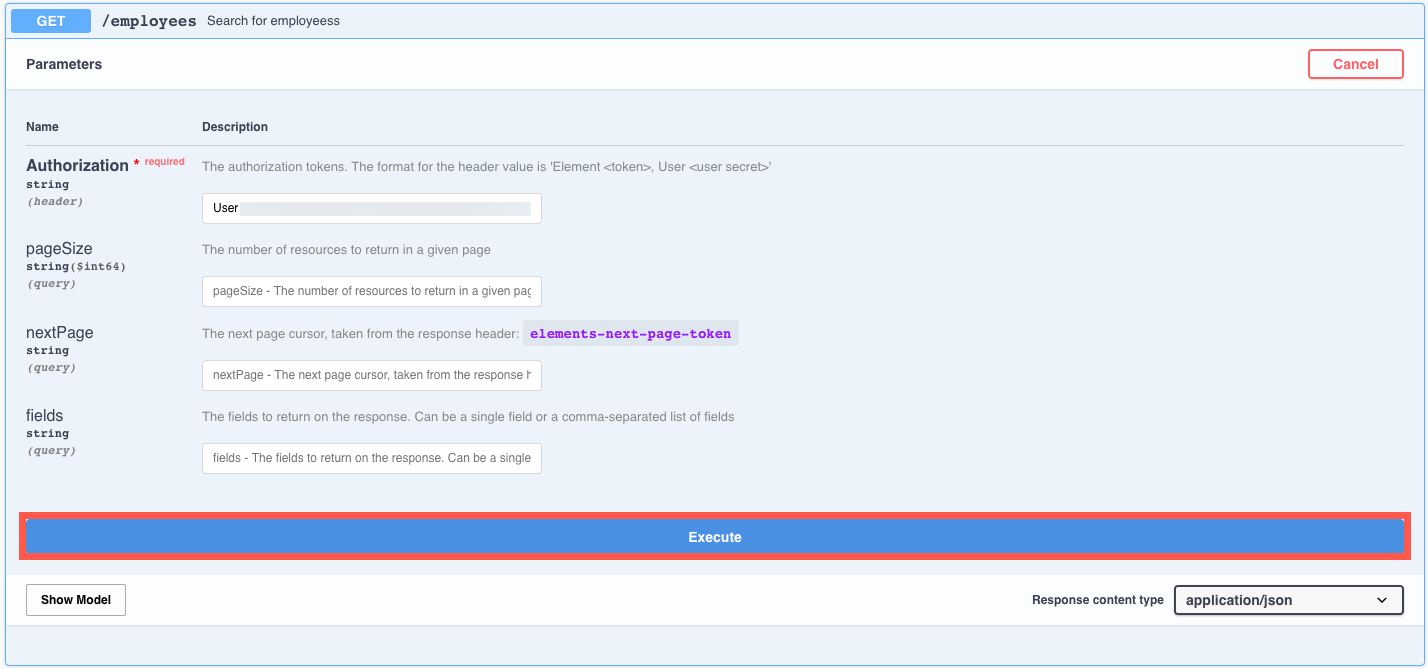 GET /employees Search for employeess
Parameters Cancel
Name Description
Authorization * required The authorization tokens. The format for the header value is 'Element <token>, User <user secret>'
string
(header)
User
pageSize The number of resources to return in a given page
string($int64)
(query)
pageSize - The number of resources to return in a given pag
nextPage The next page cursor, taken from the response header: elements-next-page-token
string
(query)
nextPage - The next page cursor, taken from the response h
fields The fields to return on the response. Can be a single field or a comma-separated list of fields
string
(query)
fields - The fields to return on the response. Can be a single
Execute
Show Model Response content type application/json